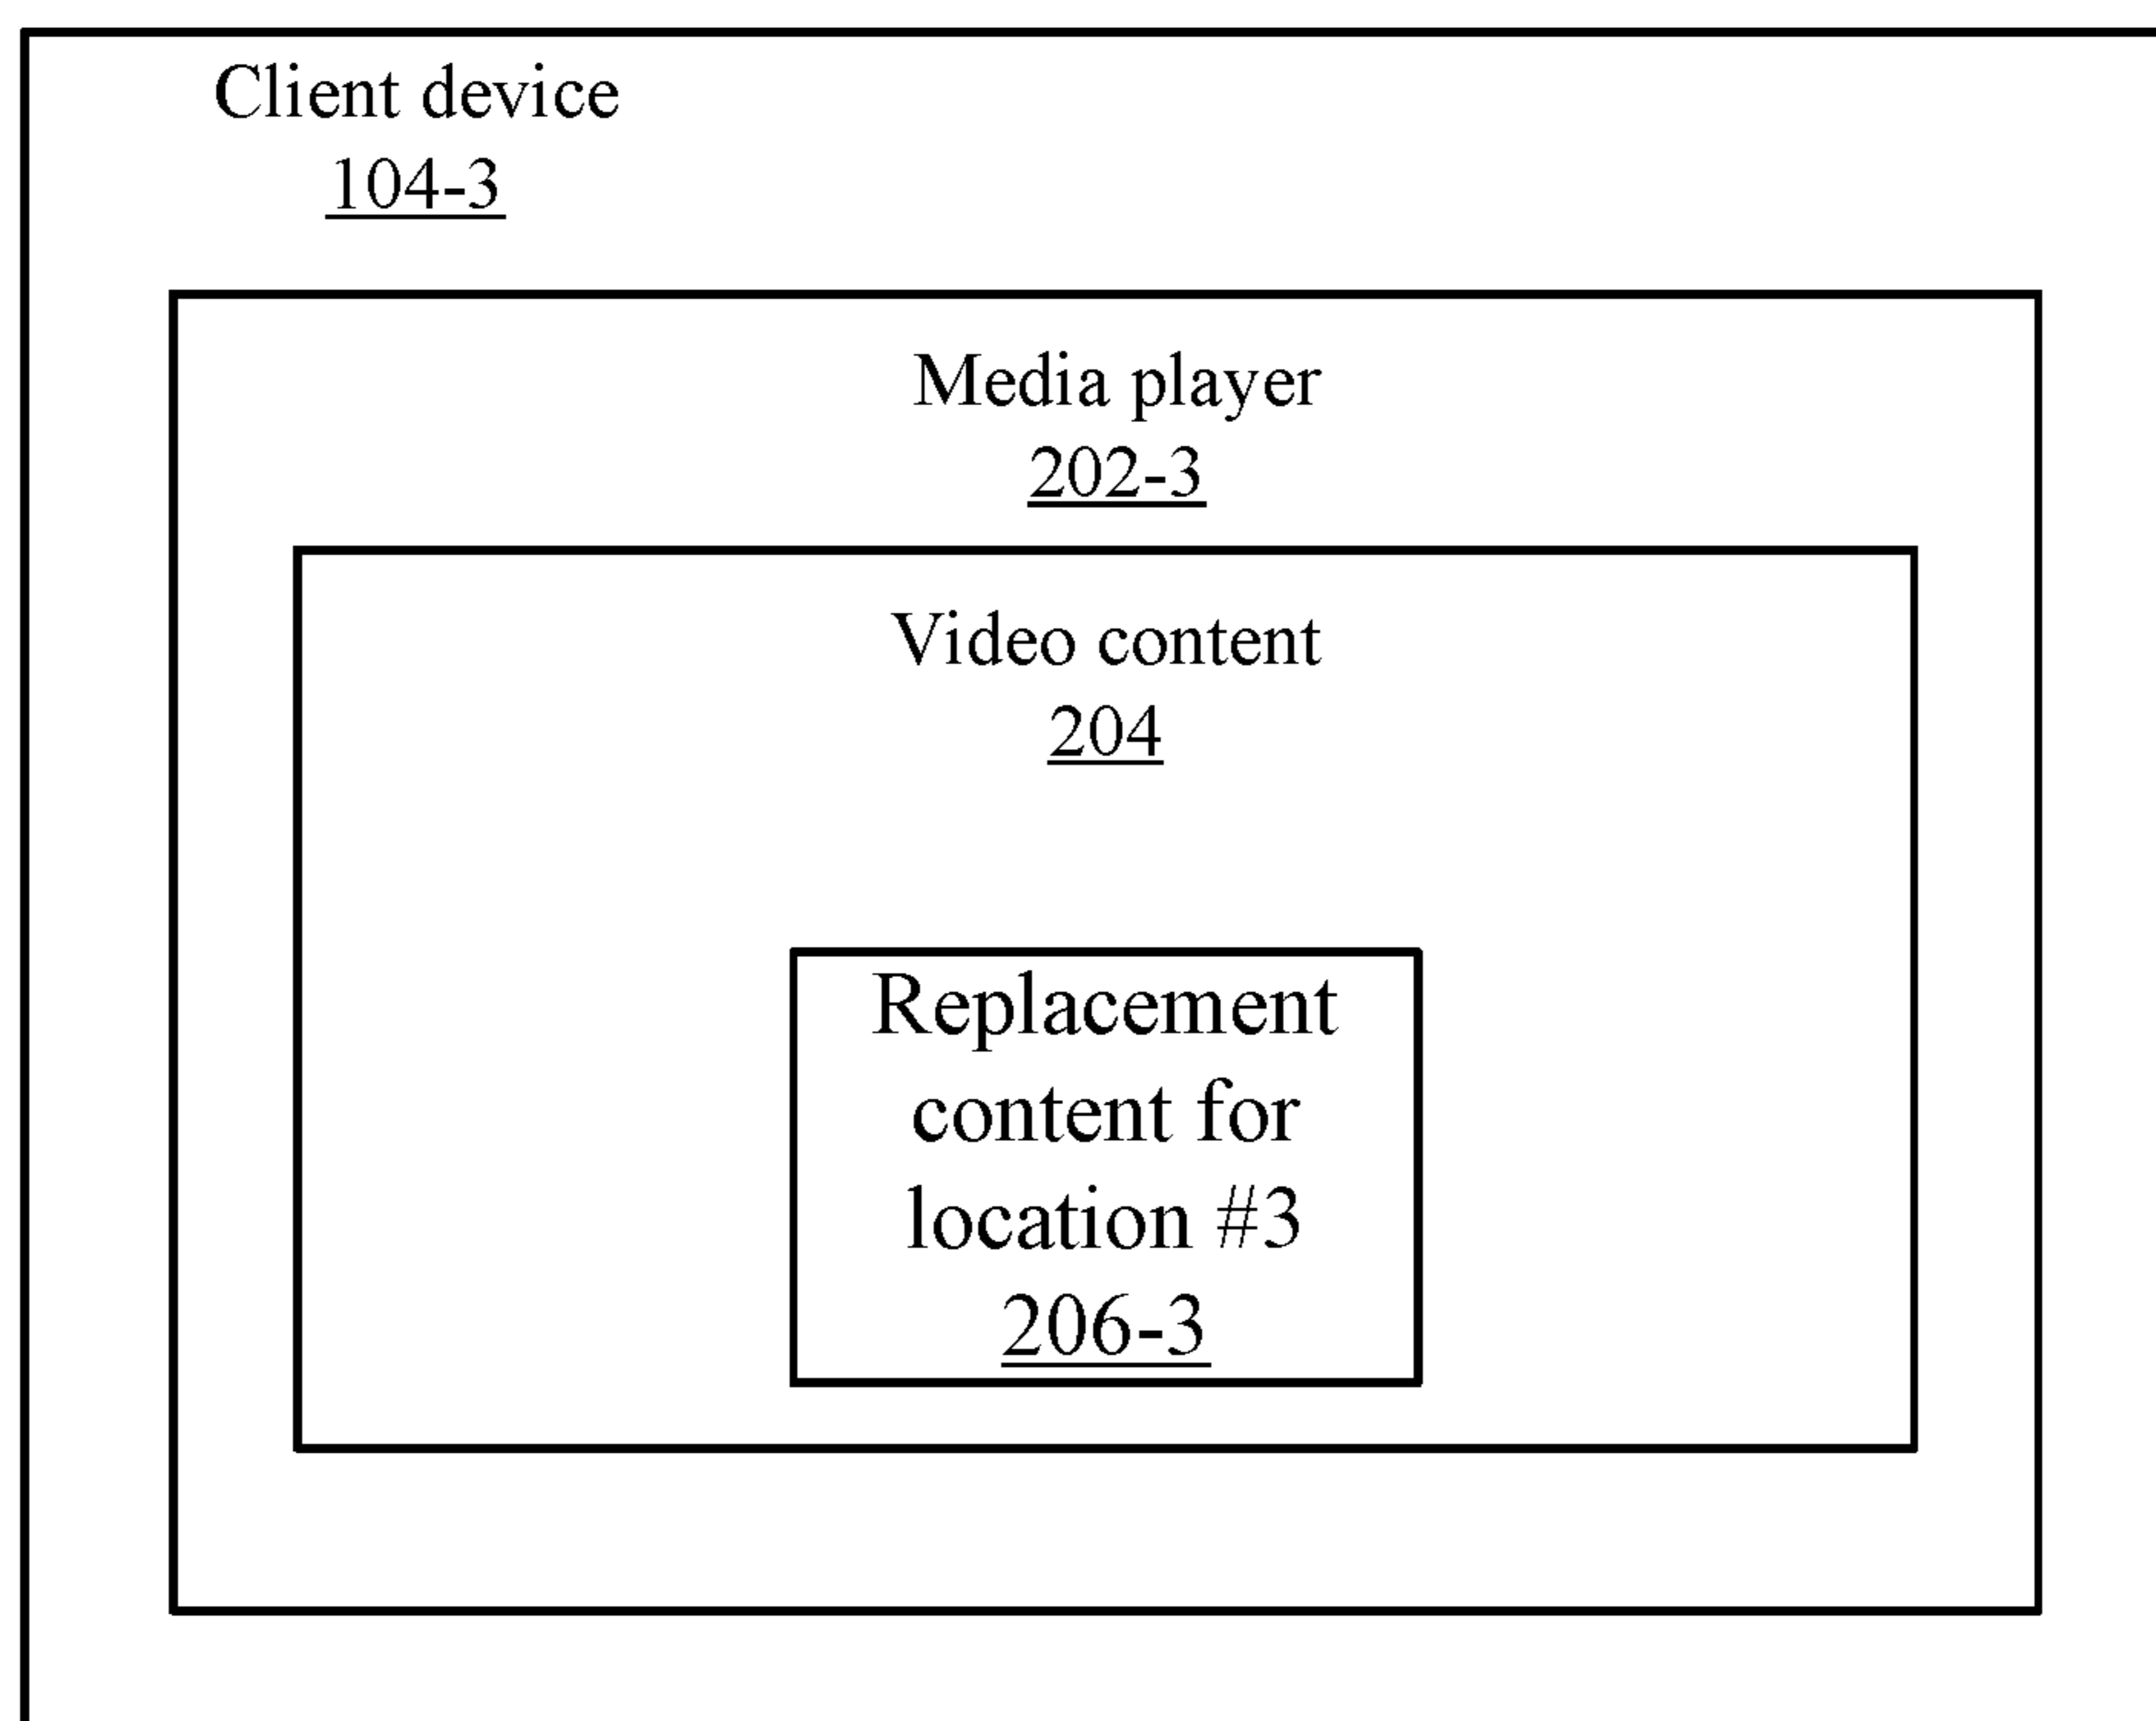 Client device
104-3
Media player
202-3
Video content
204
Replacement
content for
location #3
206-3